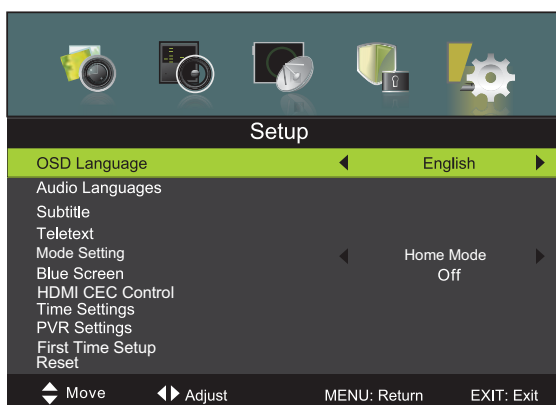 Setup
OSD Language English
Audio Languages
Subtitle
Teletext
Mode Setting Home Mode
Blue Screen Off
HDMI CEC Control
Time Settings
PVR Settings
First Time Setup
Reset
Move Adjust MENU: Return EXIT: Exit